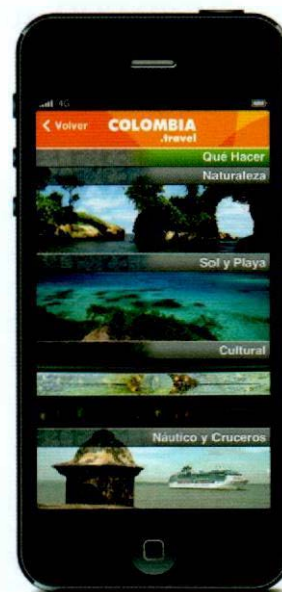 4G
Volver COLOMBIA
.travel
Qué Hacer
Naturaleza
Sol y Playa
Cultural
Náutico y Cruceros